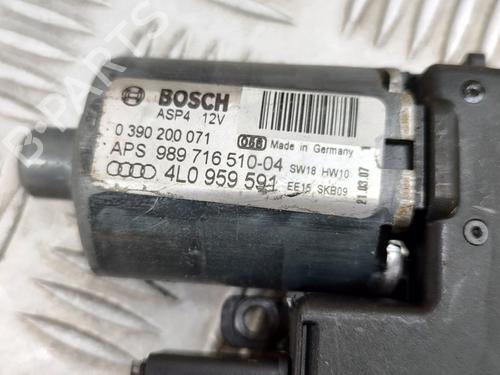 BOSCH
ASP4 12V
0 390 200 071
068 Made in Germany
APS 989 716 510-04 SW18 HW10
4L0 959 591 EE15 SKB09
21.03.07
B-PARTS